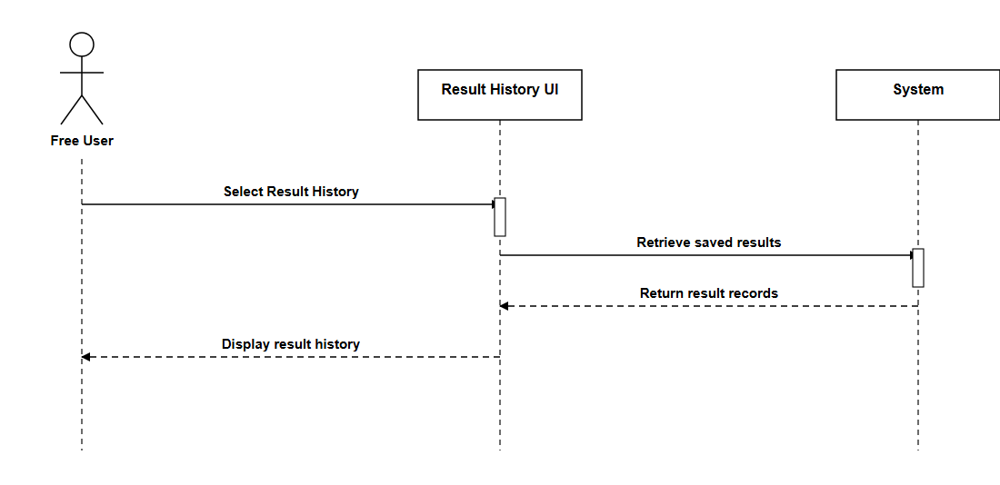 Free User
Result History UI
System
Select Result History
Retrieve saved results
Return result records
Display result history